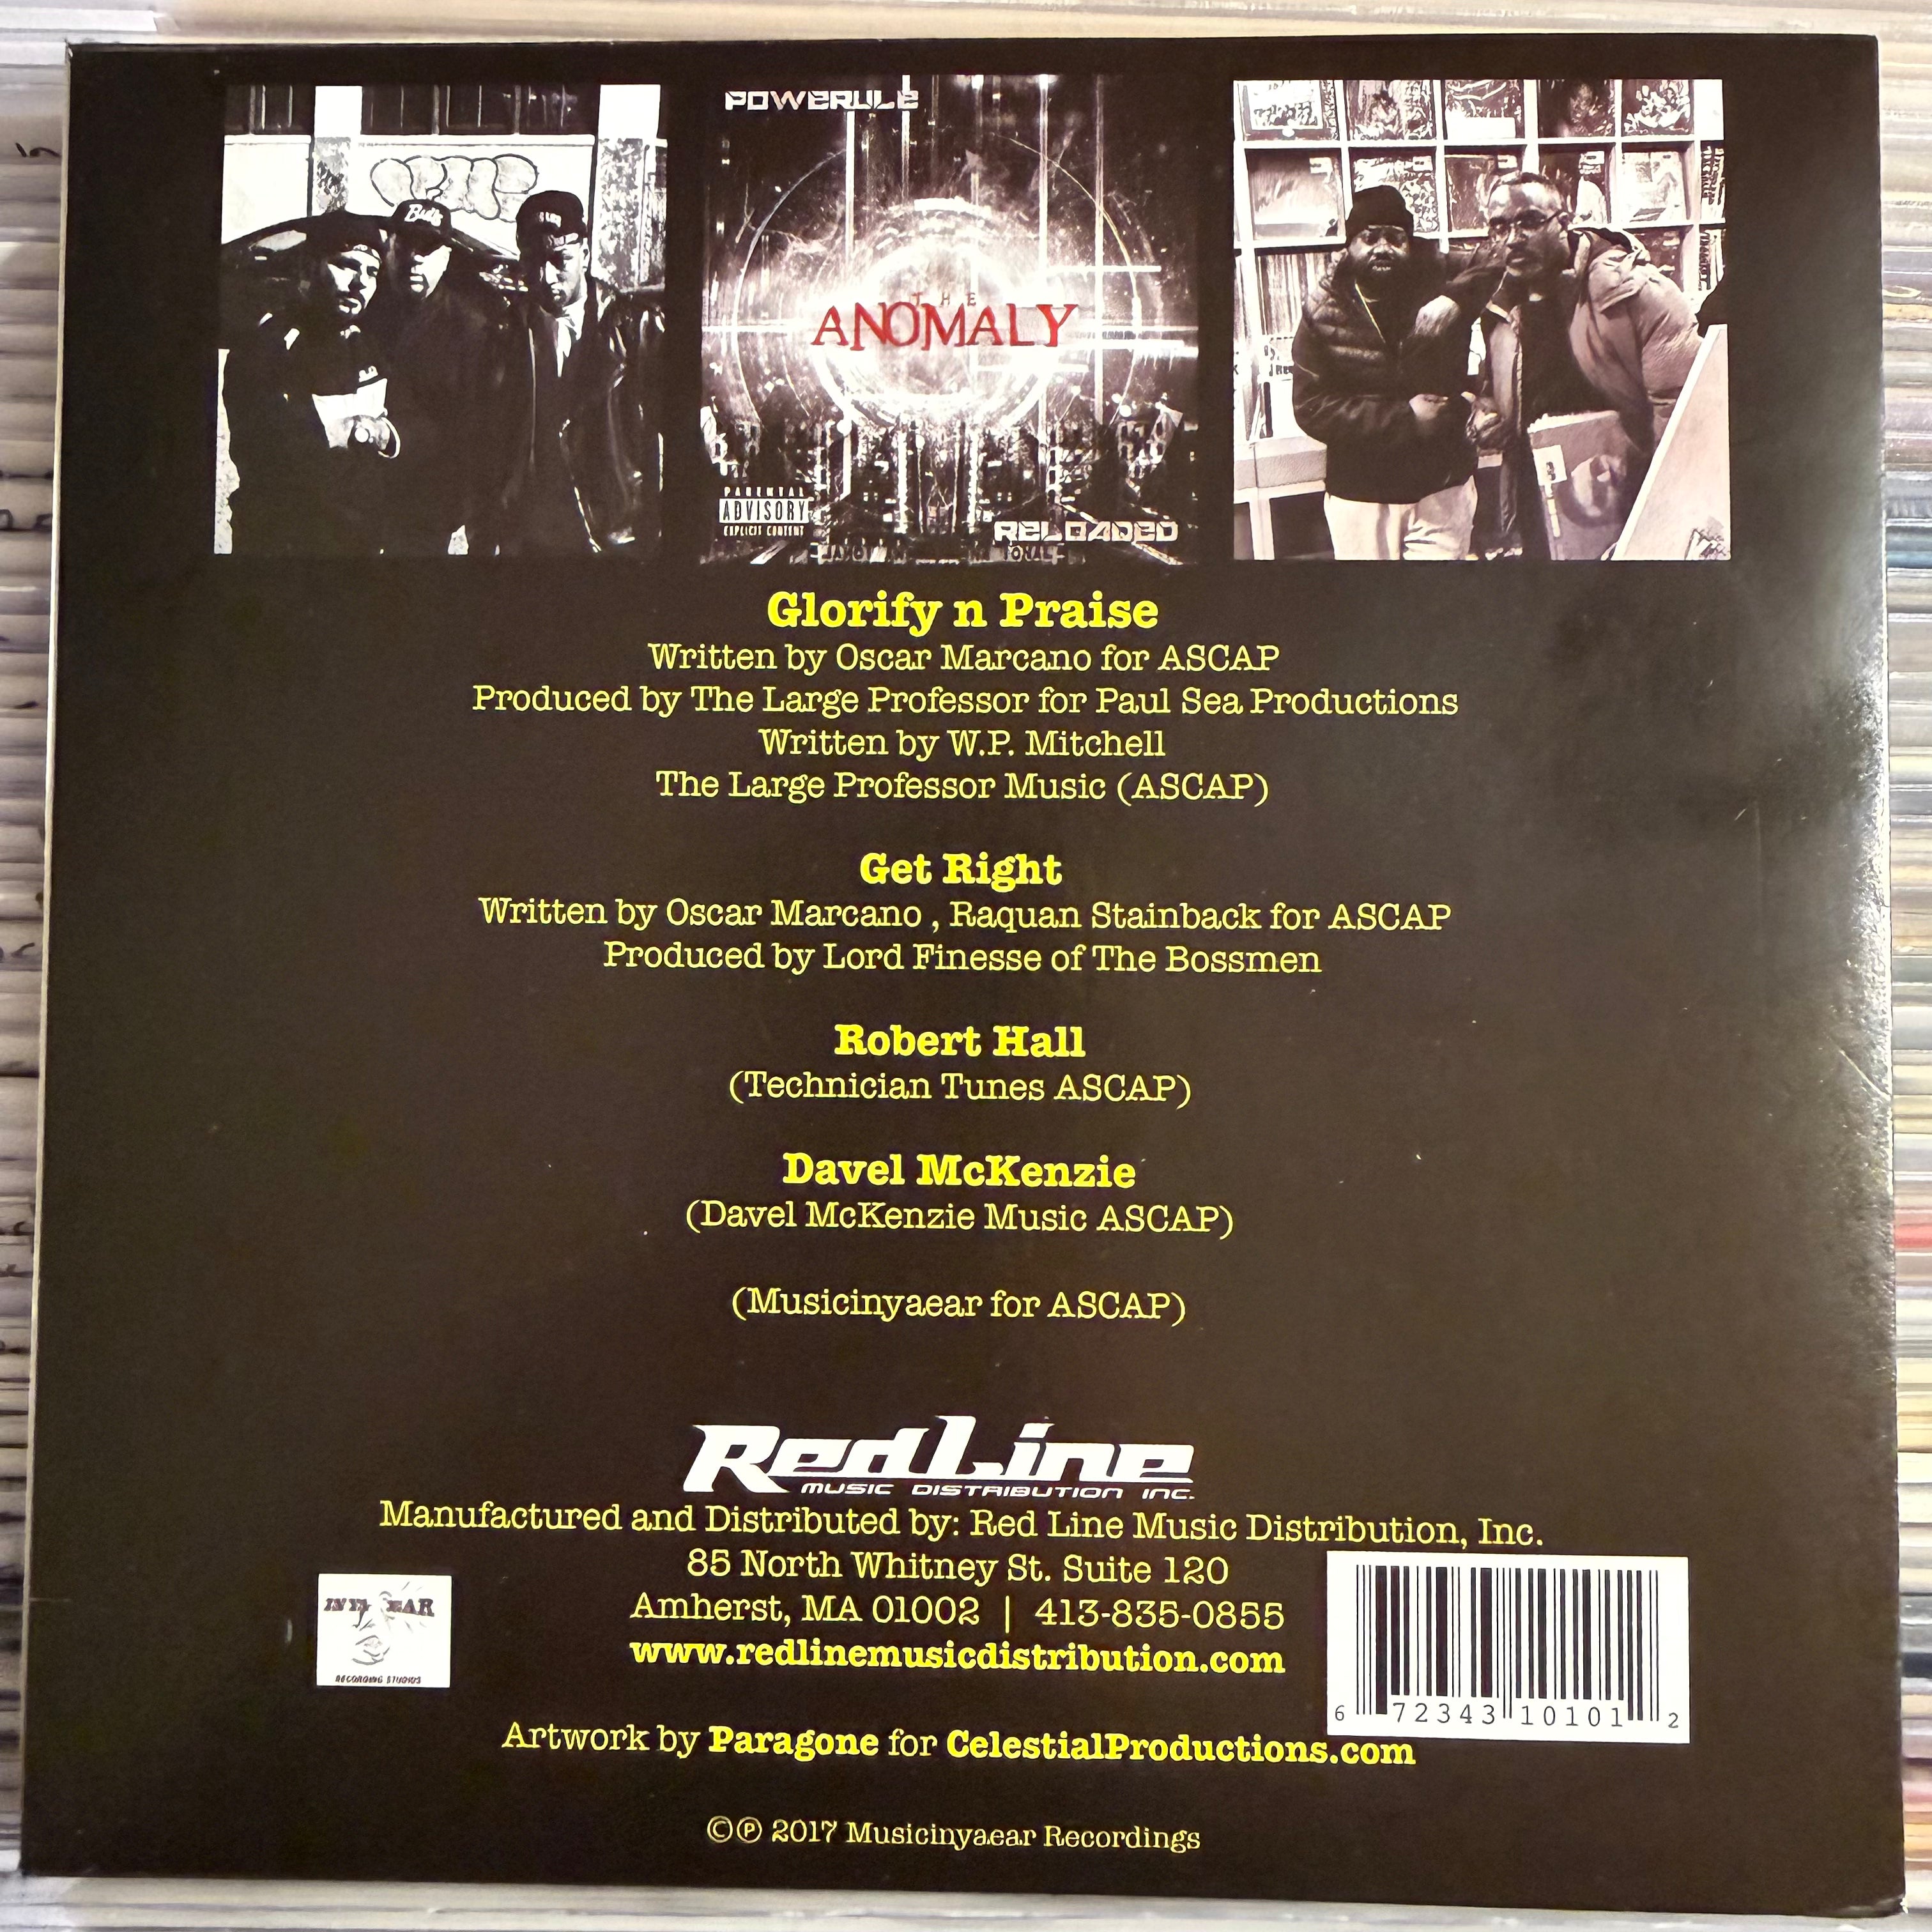 POWERULE
THE
ANOMALY
PARENTAL
ADVISORY
EXPLICIT CONTENT
RELOADED
Glorify n Praise
Written by Oscar Marcano for ASCAP
Produced by The Large Professor for Paul Sea Productions
Written by W.P. Mitchell
The Large Professor Music (ASCAP)
Get Right
Written by Oscar Marcano , Raquan Stainback for ASCAP
Produced by Lord Finesse of The Bossmen
Robert Hall
(Technician Tunes ASCAP)
Davel McKenzie
(Davel McKenzie Music ASCAP)
(Musicinyaear for ASCAP)
RedLine
MUSIC DISTRIBUTION INC.
Manufactured and Distributed by: Red Line Music Distribution, Inc.
85 North Whitney St. Suite 120
Amherst, MA 01002 | 413-835-0855
www.redlinemusicdistribution.com
RECORDING STUDIOS
6 72343 10101 2
Artwork by Paragone for CelestialProductions.com
©℗ 2017 Musicinyaear Recordings